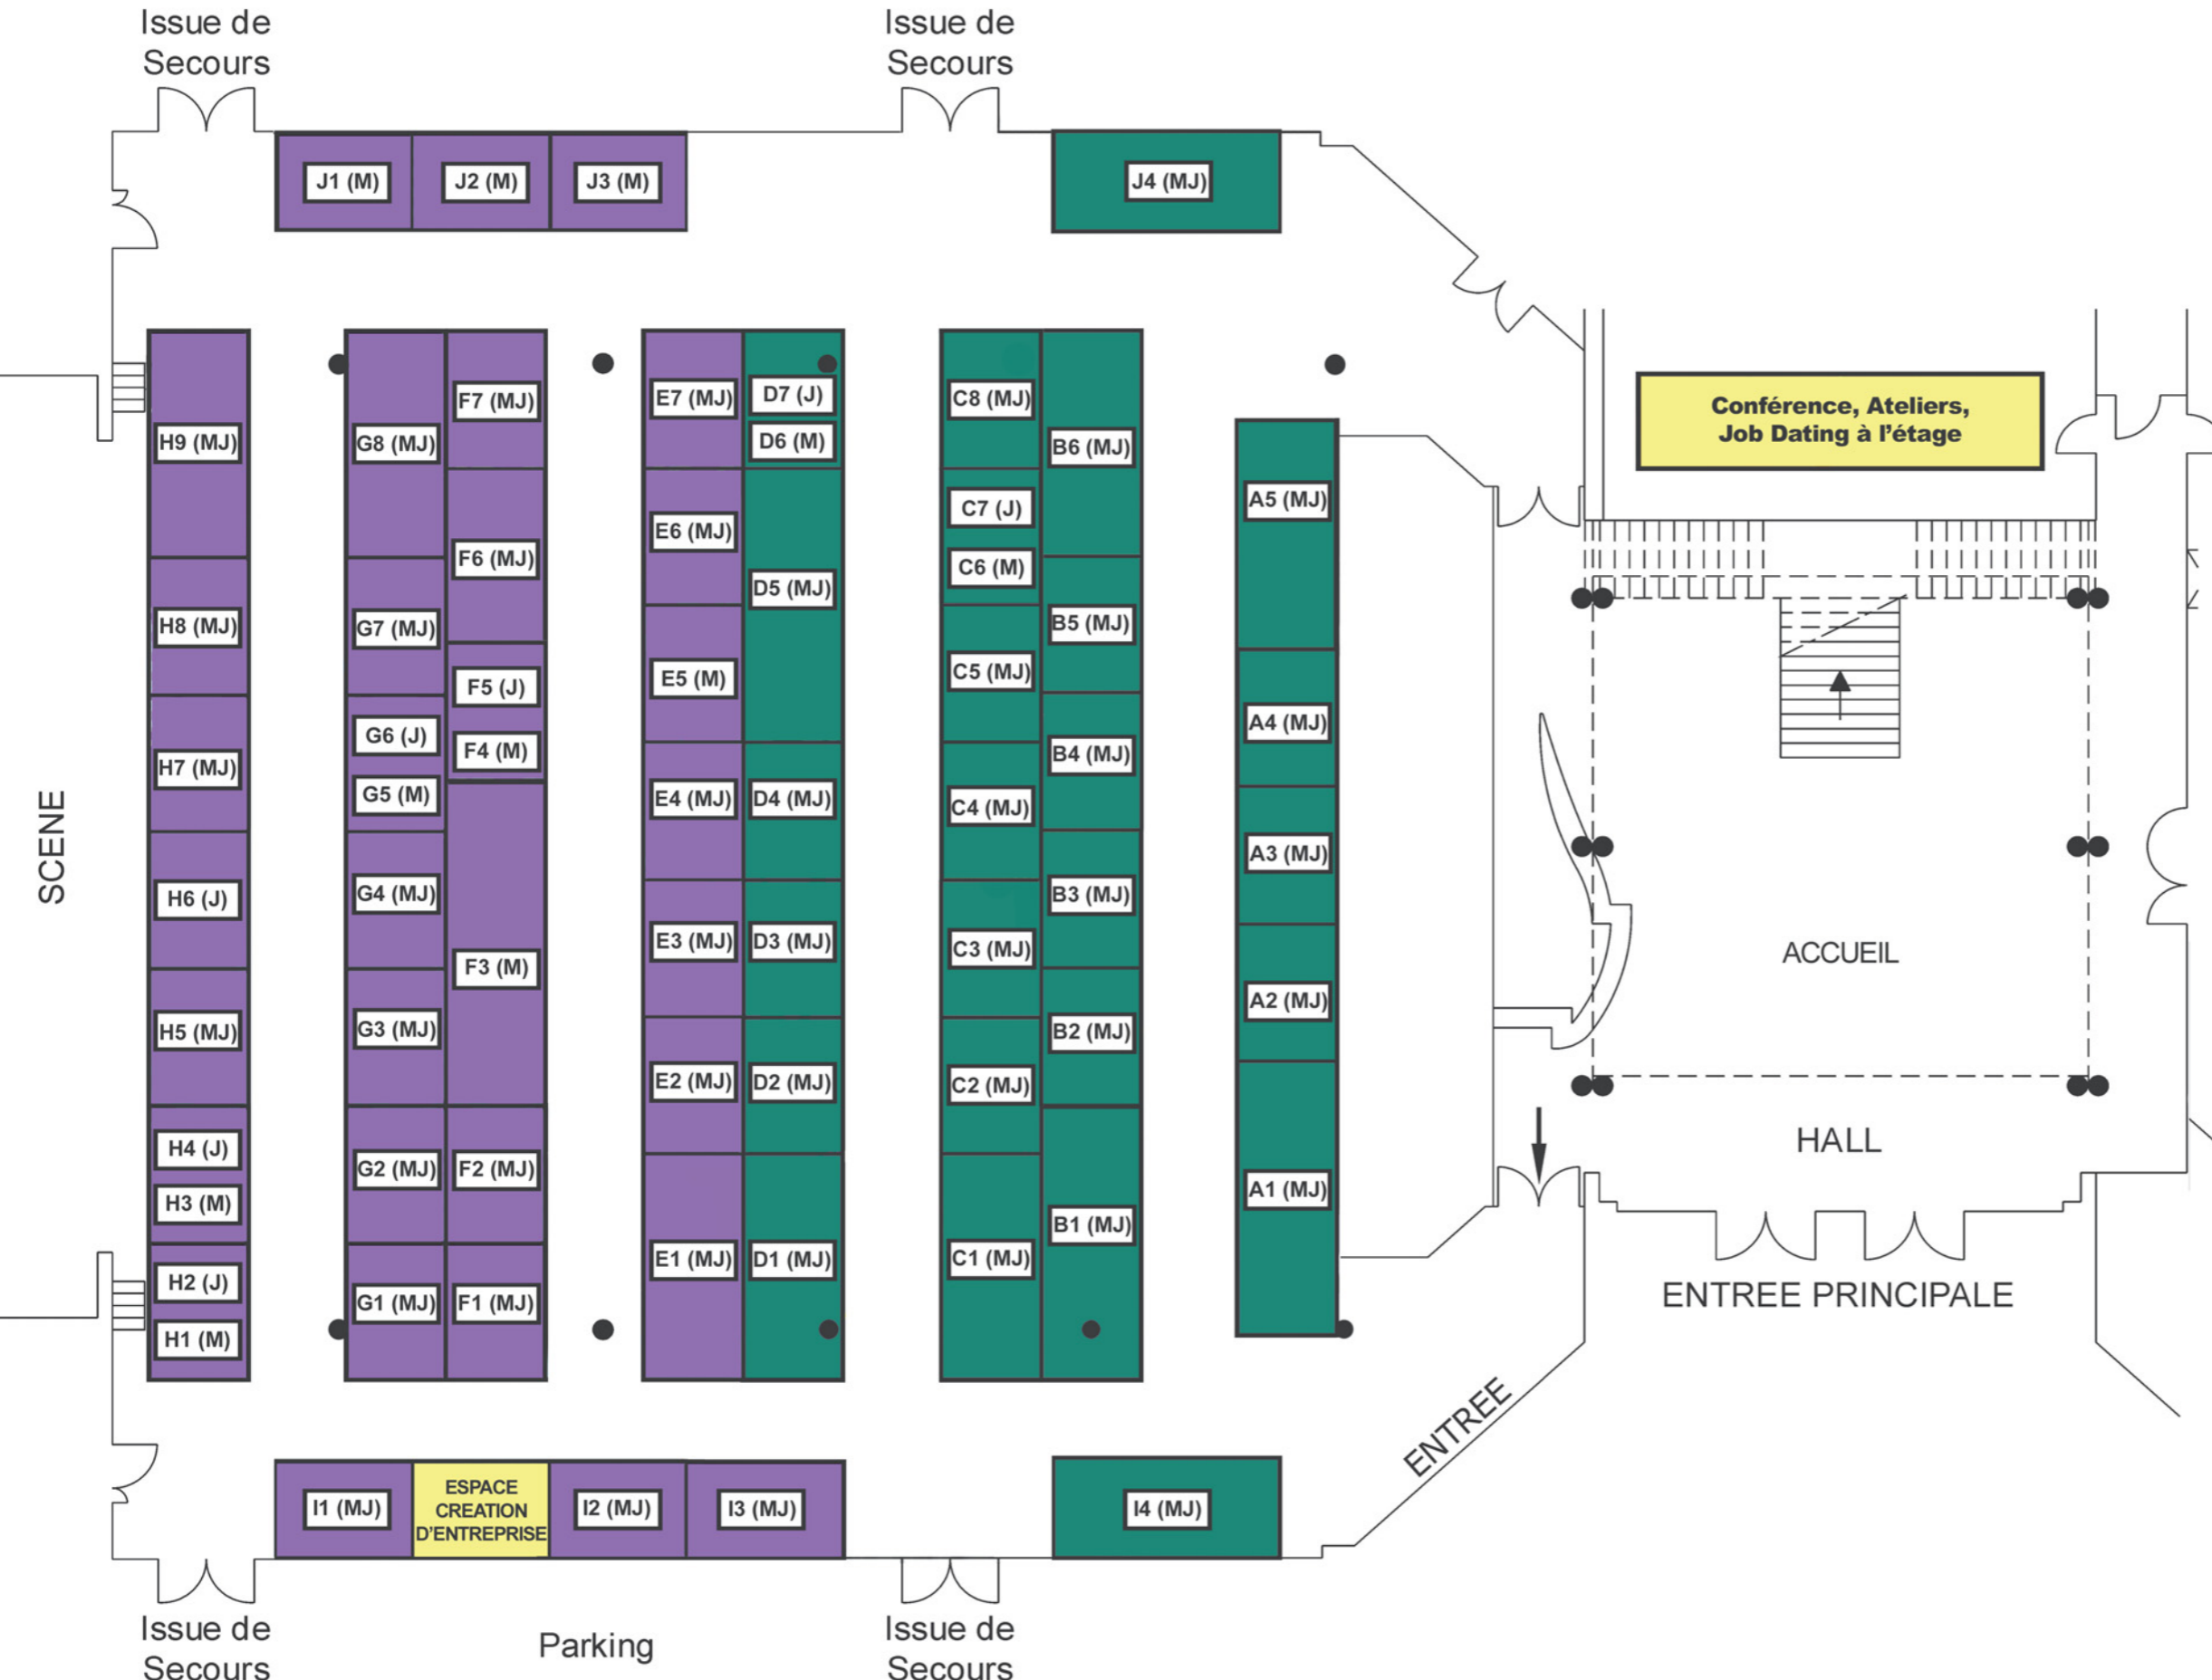 Issue de
Secours
Issue de
Secours
J1 (M)
J2 (M)
J3 (M)
J4 (MJ)
SCENE
H9 (MJ)
H8 (MJ)
H7 (MJ)
H6 (J)
H5 (MJ)
H4 (J)
H3 (M)
H2 (J)
H1 (M)
G8 (MJ)
G7 (MJ)
G6 (J)
G5 (M)
G4 (MJ)
G3 (MJ)
G2 (MJ)
G1 (MJ)
F7 (MJ)
F6 (MJ)
F5 (J)
F4 (M)
F3 (M)
F2 (MJ)
F1 (MJ)
E7 (MJ)
E6 (MJ)
E5 (M)
E4 (MJ)
E3 (MJ)
E2 (MJ)
E1 (MJ)
D7 (J)
D6 (M)
D5 (MJ)
D4 (MJ)
D3 (MJ)
D2 (MJ)
D1 (MJ)
C8 (MJ)
C7 (J)
C6 (M)
C5 (MJ)
C4 (MJ)
C3 (MJ)
C2 (MJ)
C1 (MJ)
B6 (MJ)
B5 (MJ)
B4 (MJ)
B3 (MJ)
B2 (MJ)
B1 (MJ)
A5 (MJ)
A4 (MJ)
A3 (MJ)
A2 (MJ)
A1 (MJ)
Conférence, Ateliers,
Job Dating à l'étage
ACCUEIL
HALL
ENTREE PRINCIPALE
ENTREE
I1 (MJ)
ESPACE
CREATION
D'ENTREPRISE
I2 (MJ)
I3 (MJ)
I4 (MJ)
Issue de
Secours
Parking
Issue de
Secours